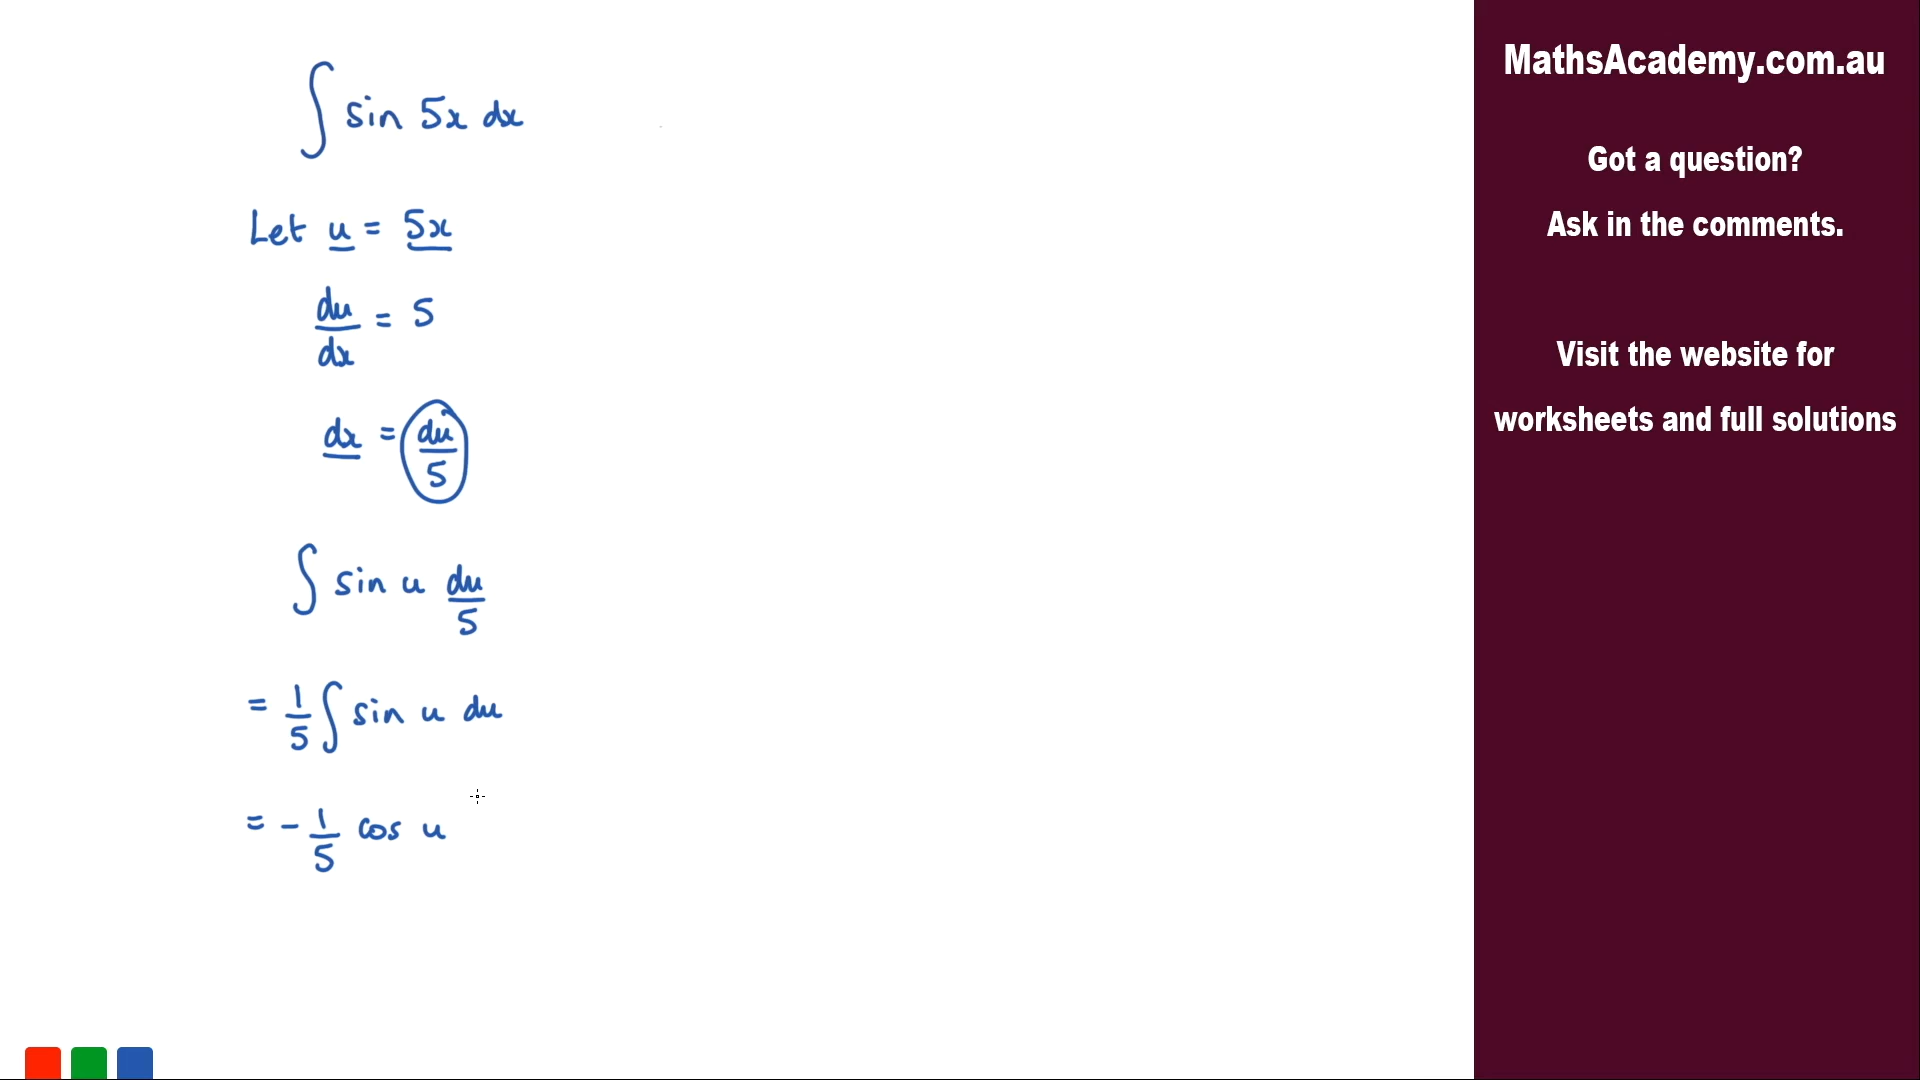 ∫ sin 5x dx
Let u = 5x
du/dx = 5
dx = du/5
∫ sin u du/5
= 1/5 ∫ sin u du
= - 1/5 cos u
MathsAcademy.com.au
Got a question?
Ask in the comments.
Visit the website for
worksheets and full solutions